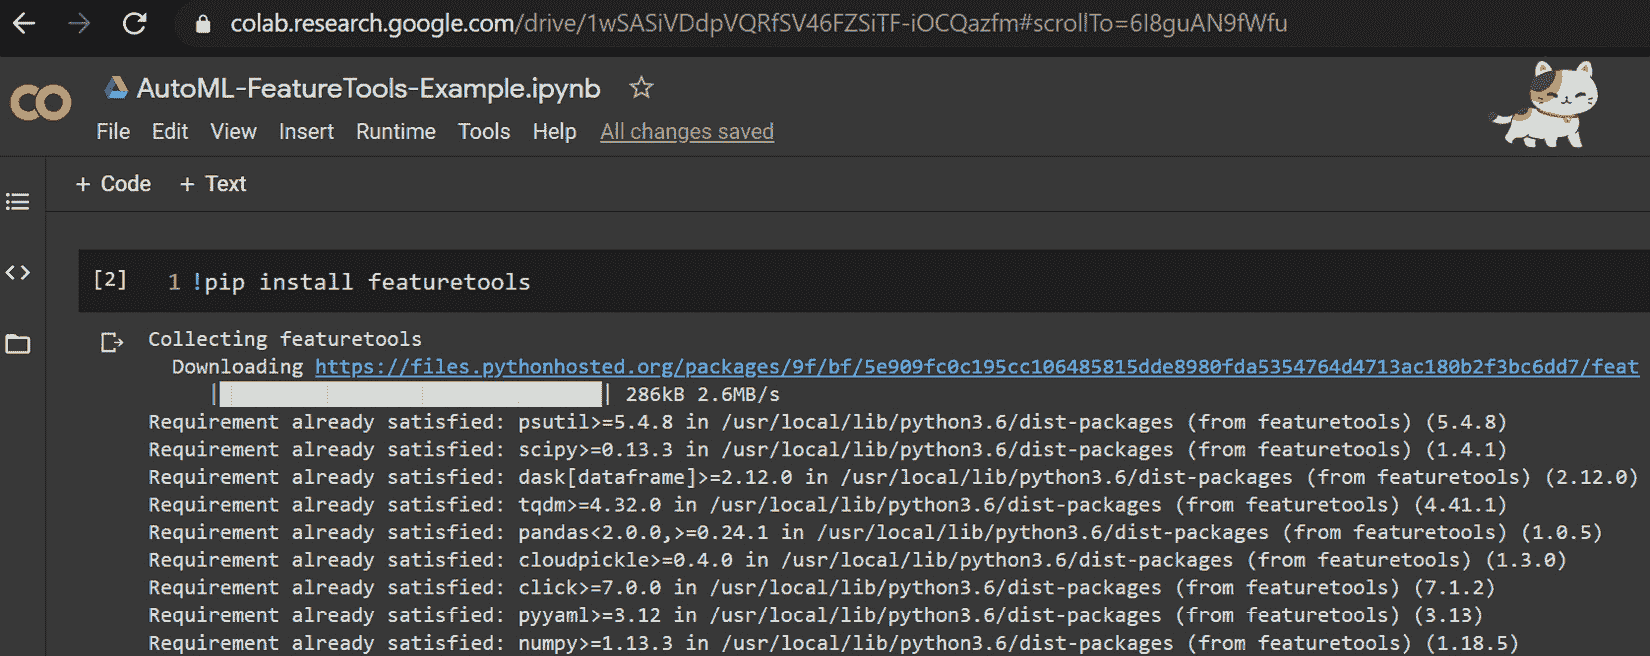 colab.research.google.com/drive/1wSASiVDdpVQRfSV46FZSiTF-iOCQazfm#scrollTo=6I8guAN9fWfu
CO AutoML-FeatureTools-Example.ipynb
File Edit View Insert Runtime Tools Help All changes saved
+ Code + Text
[2] 1 !pip install featuretools
Collecting featuretools
Downloading https://files.pythonhosted.org/packages/9f/bf/5e909fc0c195cc106485815dde8980fda5354764d4713ac180b2f3bc6dd7/feat
| | 286kB 2.6MB/s
Requirement already satisfied: psutil>=5.4.8 in /usr/local/lib/python3.6/dist-packages (from featuretools) (5.4.8)
Requirement already satisfied: scipy>=0.13.3 in /usr/local/lib/python3.6/dist-packages (from featuretools) (1.4.1)
Requirement already satisfied: dask[dataframe]>=2.12.0 in /usr/local/lib/python3.6/dist-packages (from featuretools) (2.12.0)
Requirement already satisfied: tqdm>=4.32.0 in /usr/local/lib/python3.6/dist-packages (from featuretools) (4.41.1)
Requirement already satisfied: pandas<2.0.0,>=0.24.1 in /usr/local/lib/python3.6/dist-packages (from featuretools) (1.0.5)
Requirement already satisfied: cloudpickle>=0.4.0 in /usr/local/lib/python3.6/dist-packages (from featuretools) (1.3.0)
Requirement already satisfied: click>=7.0.0 in /usr/local/lib/python3.6/dist-packages (from featuretools) (7.1.2)
Requirement already satisfied: pyyaml>=3.12 in /usr/local/lib/python3.6/dist-packages (from featuretools) (3.13)
Requirement already satisfied: numpy>=1.13.3 in /usr/local/lib/python3.6/dist-packages (from featuretools) (1.18.5)